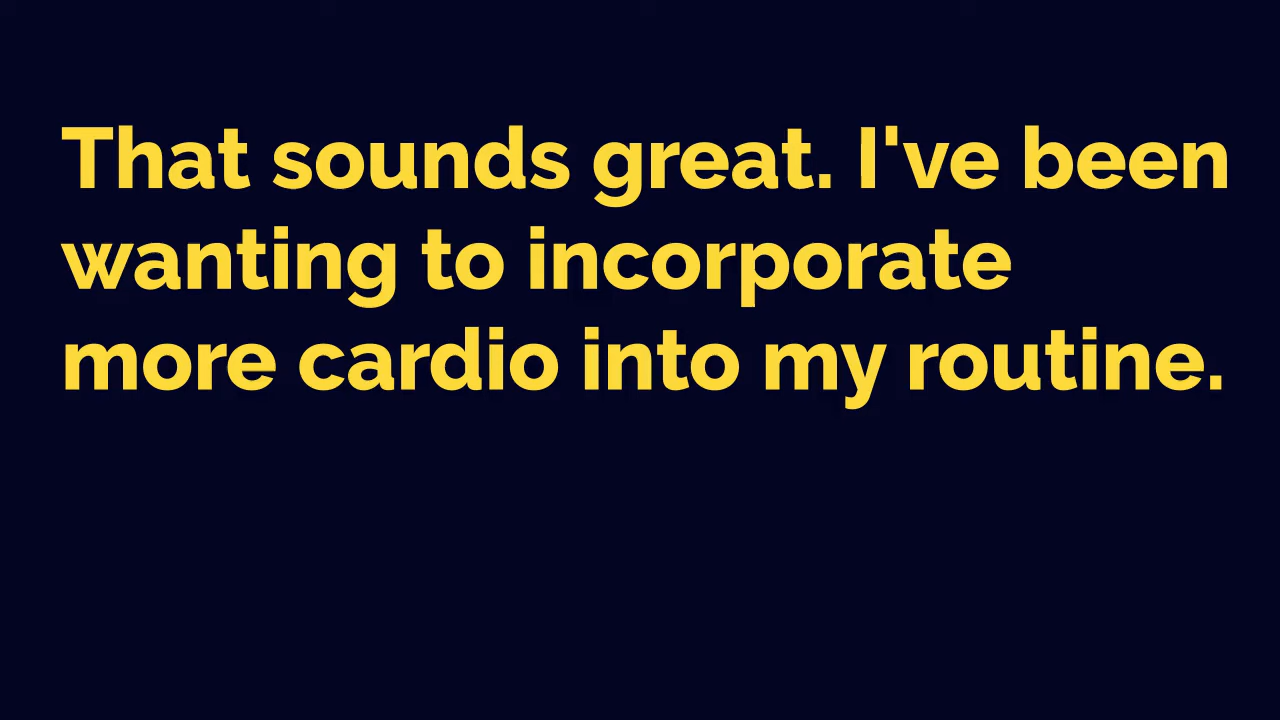 That sounds great. I've been
wanting to incorporate
more cardio into my routine.